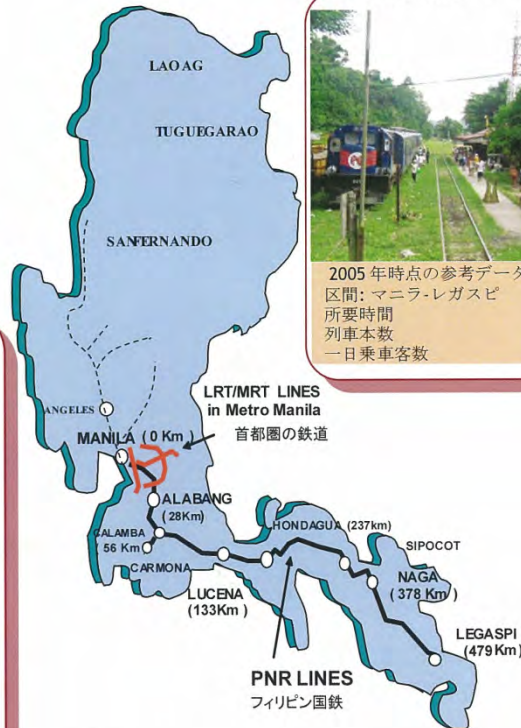 LAOAG
TUGUEGARAO
SANFERNANDO
2005 年時点の参考データ
区間: マニラ-レガスピ
所要時間
列車本数
一日乗車客数
LRT/MRT LINES
in Metro Manila
首都圏の鉄道
ANGELES
MANILA (0 Km)
ALABANG
(28Km)
CALAMBA
56 Km
CARMONA
HONDAGUA (237km)
SIPOCOT
LUCENA
(133Km)
NAGA
(378 Km)
LEGASPI
(479 Km)
PNR LINES
フィリピン国鉄